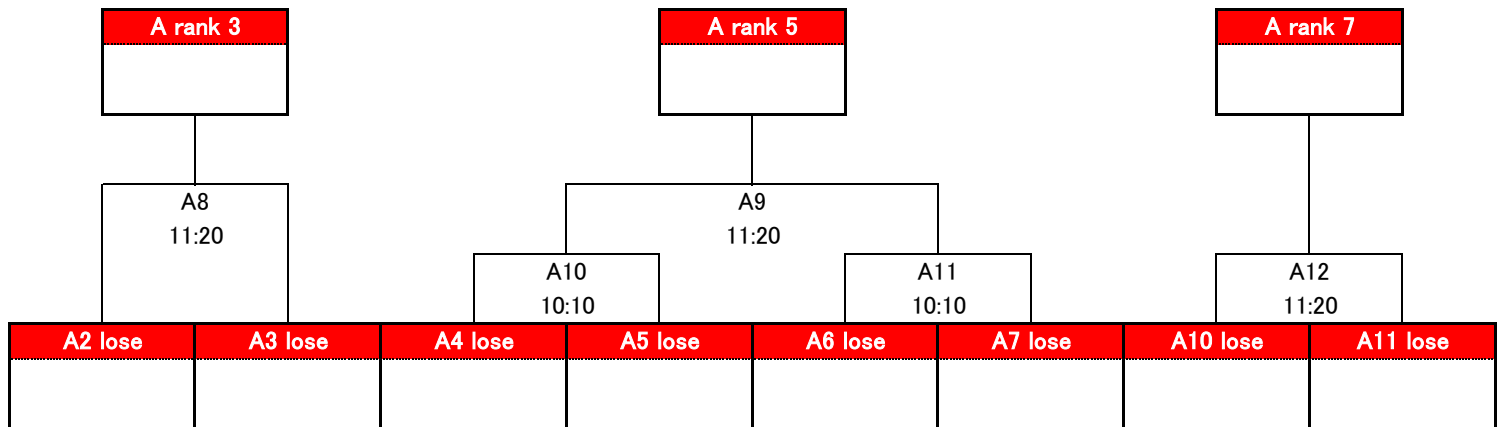 A rank 3
A rank 5
A rank 7
A8
11:20
A9
11:20
A10
10:10
A11
10:10
A12
11:20
A2 lose
A3 lose
A4 lose
A5 lose
A6 lose
A7 lose
A10 lose
A11 lose